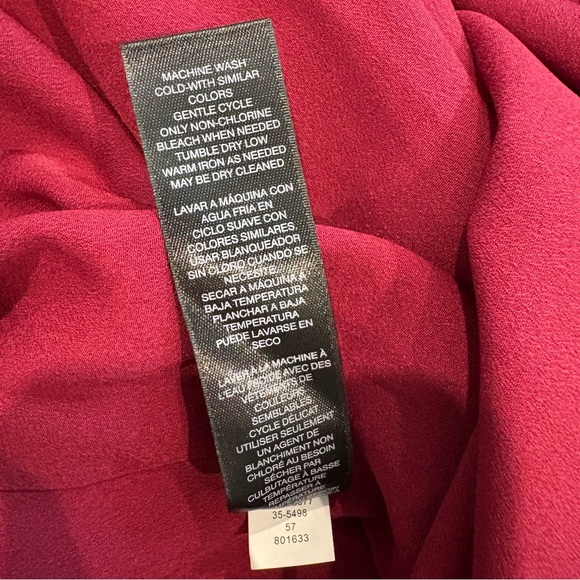 MACHINE WASH
COLD-WITH SIMILAR
COLORS
GENTLE CYCLE
ONLY NON-CHLORINE
BLEACH WHEN NEEDED
TUMBLE DRY LOW
WARM IRON AS NEEDED
MAY BE DRY CLEANED
LAVAR A MÁQUINA CON
AGUA FRÍA EN
CICLO SUAVE CON
COLORES SIMILARES
USAR BLANQUEADOR
SIN CLORO CUANDO SE
NECESITE
SECAR A MÁQUINA A
BAJA TEMPERATURA
PLANCHAR A BAJA
TEMPERATURA
PUEDE LAVARSE EN
SECO
LAVER À LA MACHINE À
L'EAU FROIDE AVEC DES
VÊTEMENTS DE
COULEURS
SEMBLABLES
CYCLE DÉLICAT
UTILISER SEULEMENT
UN AGENT DE
BLANCHIMENT NON
CHLORÉ AU BESOIN
SÉCHER PAR
CULBUTAGE À BASSE
TEMPÉRATURE
REPASSER À
35-5498
57
801633